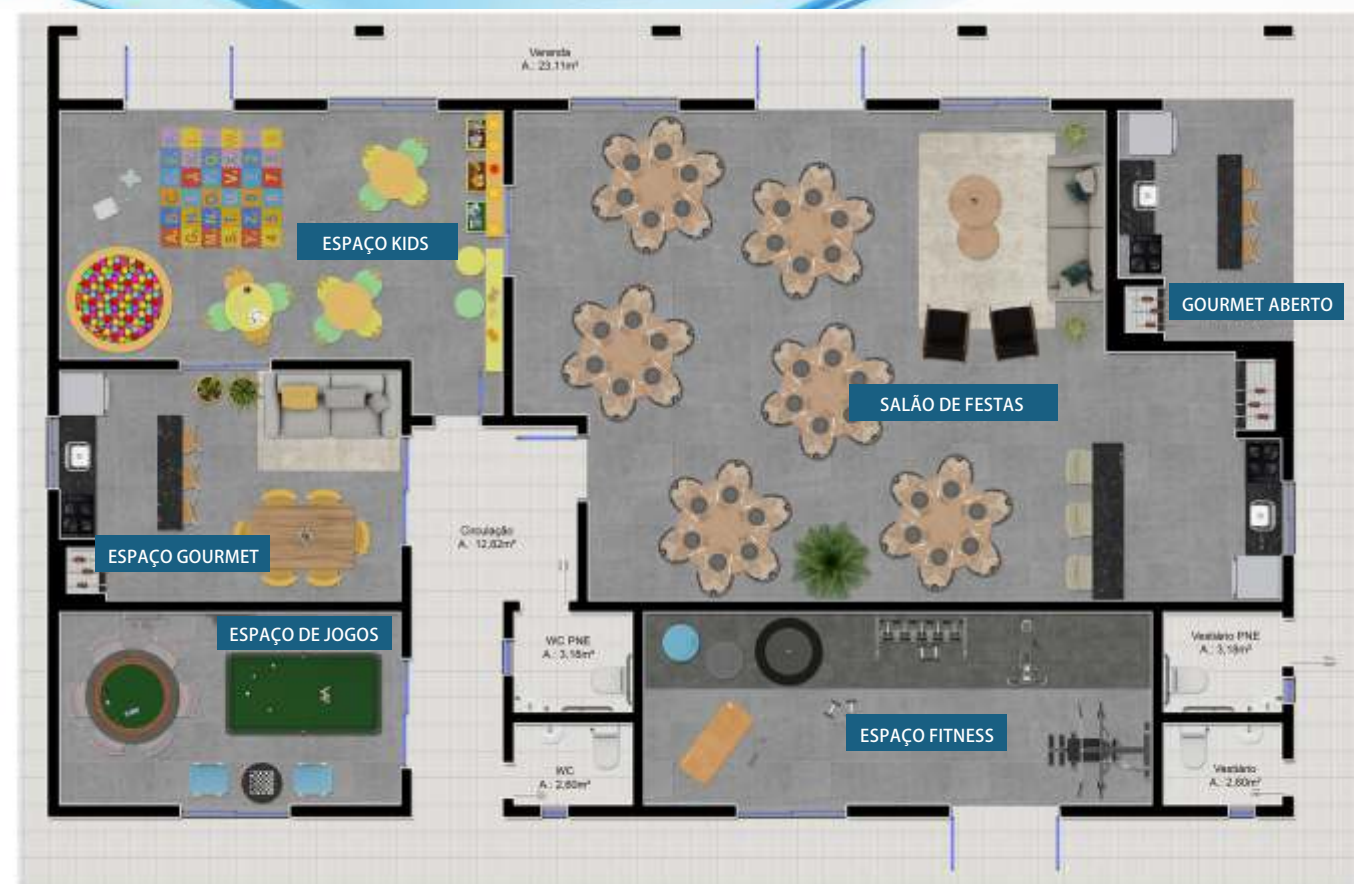 Varanda
A.: 23,11m²
ESPAÇO KIDS
GOURMET ABERTO
SALÃO DE FESTAS
Circulação
A. 12,82m²
ESPAÇO GOURMET
ESPAÇO DE JOGOS
WC PNE
A.: 3,18m²
Vestiário PNE
A.: 3,18m²
ESPAÇO FITNESS
WC
A.: 2,80m²
Vestiário
A.: 2,80m²